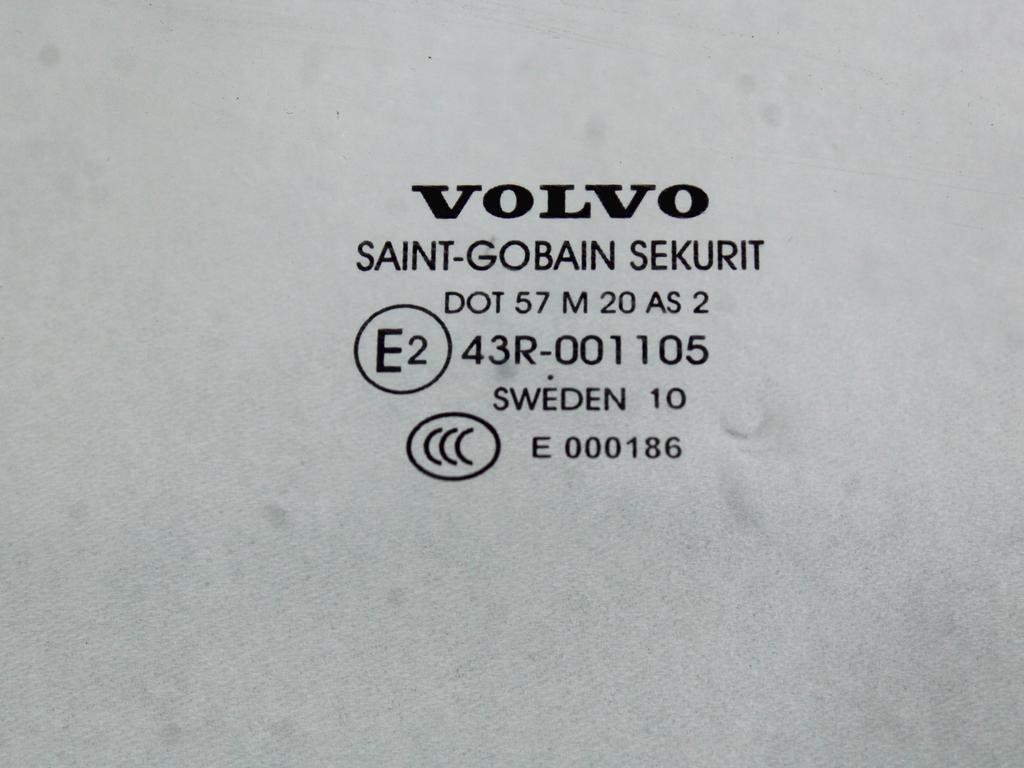 VOLVO
SAINT-GOBAIN SEKURIT
DOT 57 M 20 AS 2
E2 43R-001105
SWEDEN 10
CCC E 000186